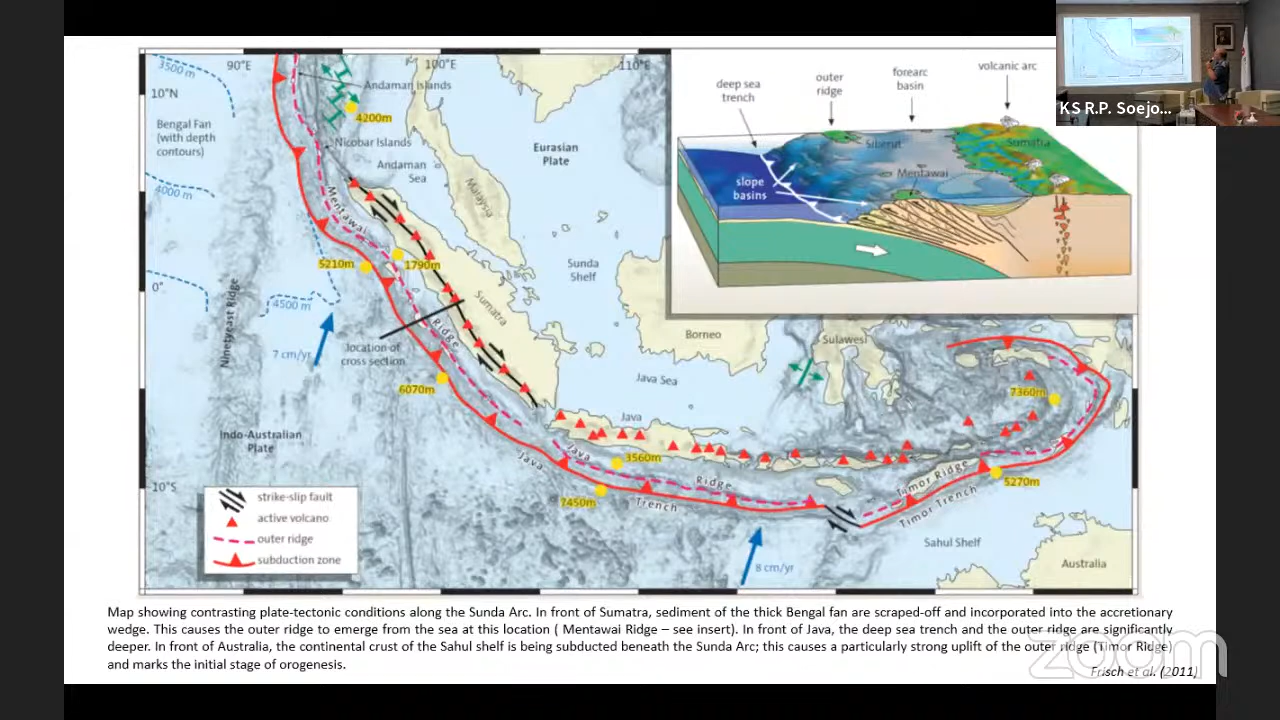 KS R.P. Soejo...
3500 m
90°E
100°E
110°E
10°N
Andaman islands
4200m
Bengal Fan
(with depth
contours)
Nicobar Islands
Andaman
Sea
Eurasian
Plate
Malaysia
4000 m
Mentawai
5210m
1790m
Sunda
Shelf
0°
4500 m
Ninetyeast Ridge
Sumatra
Ridge
7 cm/yr
location of
cross section
6070m
Borneo
Sulawesi
Java Sea
7360m
Java
Indo-Australian
Plate
Java
3560m
Java
Ridge
Trench
7450m
Timor Ridge
Timor Trench
5270m
10°S
8 cm/yr
Sahul Shelf
Australia
strike-slip fault
active volcano
outer ridge
subduction zone
deep sea
trench
outer
ridge
forearc
basin
volcanic arc
Siberut
Sumatra
Mentawai
slope
basins
Map showing contrasting plate-tectonic conditions along the Sunda Arc. In front of Sumatra, sediment of the thick Bengal fan are scraped-off and incorporated into the accretionary
wedge. This causes the outer ridge to emerge from the sea at this location ( Mentawai Ridge – see insert). In front of Java, the deep sea trench and the outer ridge are significantly
deeper. In front of Australia, the continental crust of the Sahul shelf is being subducted beneath the Sunda Arc; this causes a particularly strong uplift of the outer ridge (Timor Ridge)
and marks the initial stage of orogenesis.
Frisch et al. (2011)
zoom